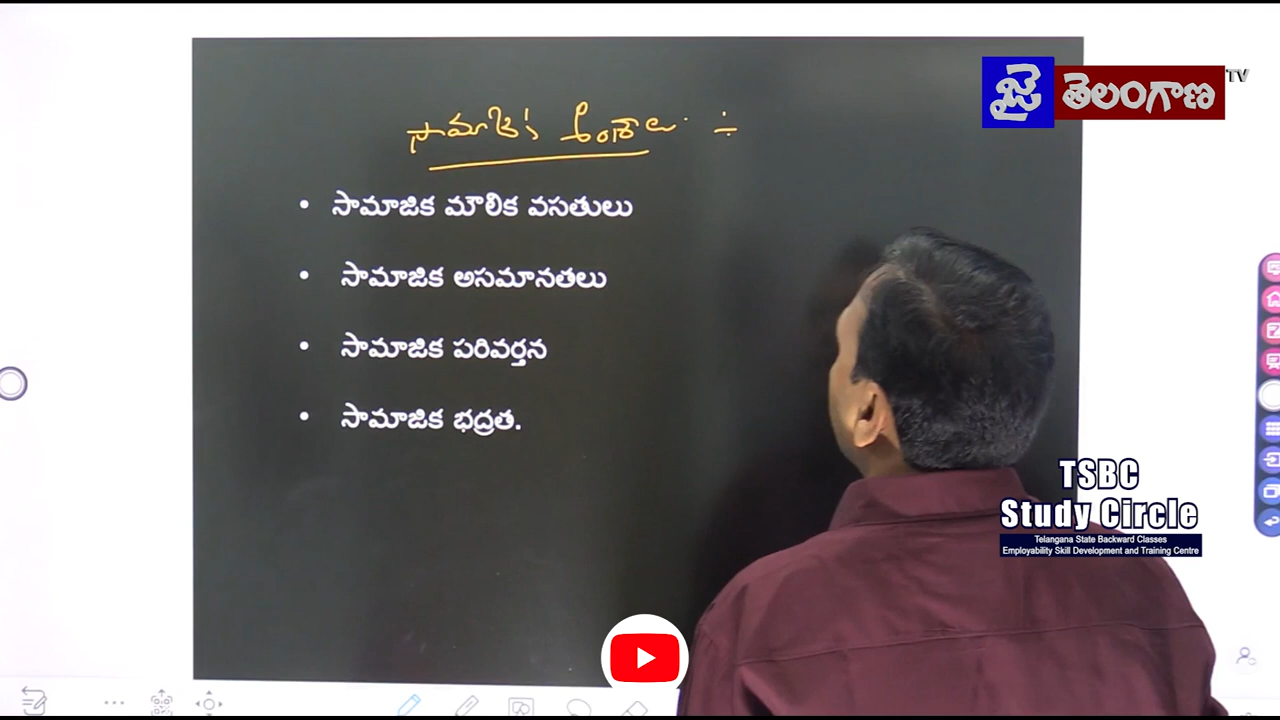 జై తెలంగాణ TV
సామాజిక అంశాలు :-
• సామాజిక మౌలిక వసతులు
• సామాజిక అసమానతలు
• సామాజిక పరివర్తన
• సామాజిక భద్రత.
TSBC
Study Circle
Telangana State Backward Classes
Employability Skill Development and Training Centre